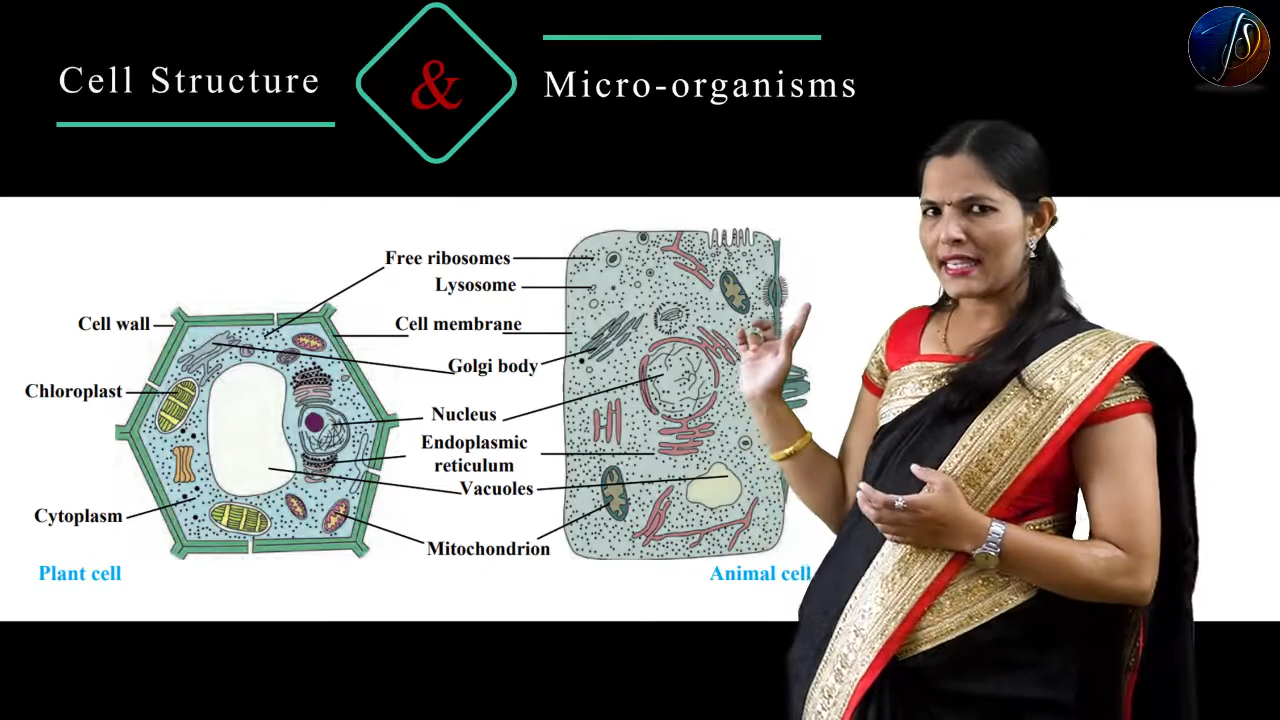 Cell Structure
&
Micro-organisms
Free ribosomes
Lysosome
Cell wall
Cell membrane
Golgi body
Chloroplast
Nucleus
Endoplasmic
reticulum
Vacuoles
Cytoplasm
Mitochondrion
Plant cell
Animal cell